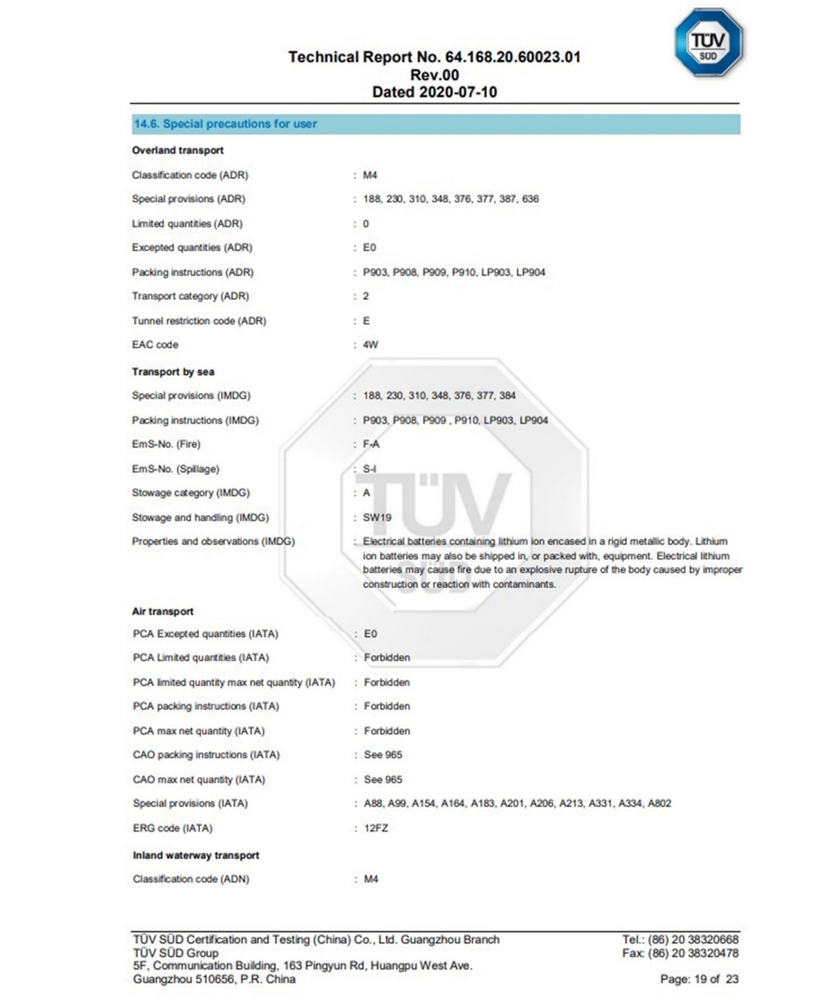 TÜV
SÜD
Technical Report No. 64.168.20.60023.01
Rev.00
Dated 2020-07-10
14.6. Special precautions for user
Overland transport
Classification code (ADR) : M4
Special provisions (ADR) : 188, 230, 310, 348, 376, 377, 387, 636
Limited quantities (ADR) : 0
Excepted quantities (ADR) : E0
Packing instructions (ADR) : P903, P908, P909, P910, LP903, LP904
Transport category (ADR) : 2
Tunnel restriction code (ADR) : E
EAC code : 4W
Transport by sea
Special provisions (IMDG) : 188, 230, 310, 348, 376, 377, 384
Packing instructions (IMDG) : P903, P908, P909 , P910, LP903, LP904
EmS-No. (Fire) : F-A
EmS-No. (Spillage) : S-I
Stowage category (IMDG) : A
Stowage and handling (IMDG) : SW19
Properties and observations (IMDG) : Electrical batteries containing lithium ion encased in a rigid metallic body. Lithium
ion batteries may also be shipped in, or packed with, equipment. Electrical lithium
batteries may cause fire due to an explosive rupture of the body caused by improper
construction or reaction with contaminants.
TÜV
SÜD
Air transport
PCA Excepted quantities (IATA) : E0
PCA Limited quantities (IATA) : Forbidden
PCA limited quantity max net quantity (IATA) : Forbidden
PCA packing instructions (IATA) : Forbidden
PCA max net quantity (IATA) : Forbidden
CAO packing instructions (IATA) : See 965
CAO max net quantity (IATA) : See 965
Special provisions (IATA) : A88, A99, A154, A164, A183, A201, A206, A213, A331, A334, A802
ERG code (IATA) : 12FZ
Inland waterway transport
Classification code (ADN) : M4
TÜV SÜD Certification and Testing (China) Co., Ltd. Guangzhou Branch Tel.: (86) 20 38320668
TÜV SÜD Group Fax: (86) 20 38320478
5F, Communication Building, 163 Pingyun Rd, Huangpu West Ave.
Guangzhou 510656, P.R. China Page: 19 of 23